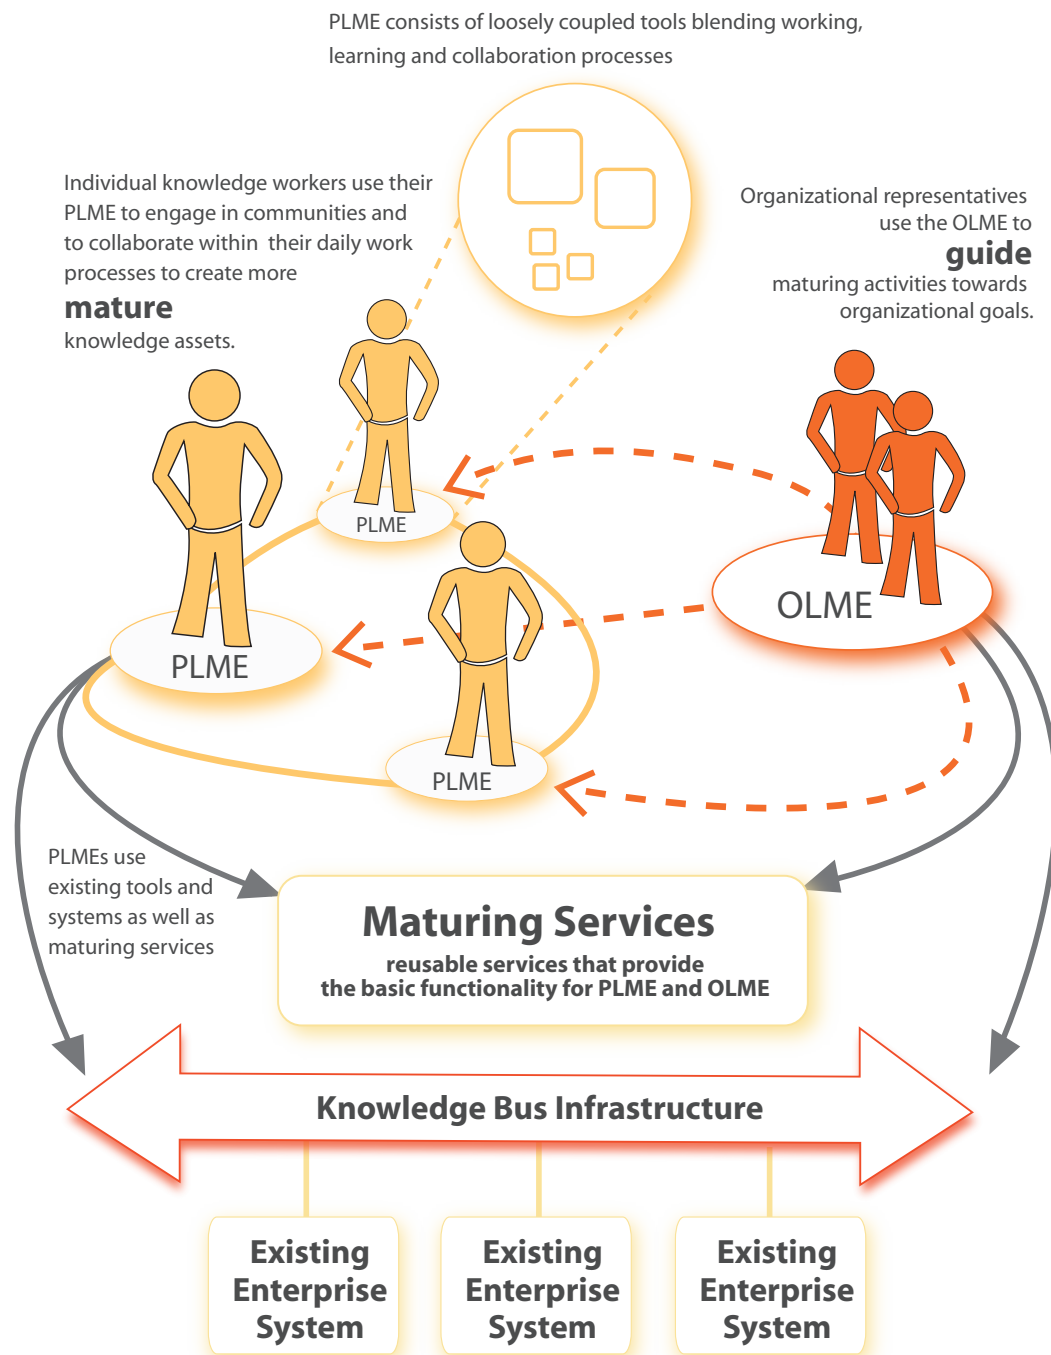 PLME consists of loosely coupled tools blending working,
learning and collaboration processes
Individual knowledge workers use their
PLME to engage in communities and
to collaborate within their daily work
processes to create more
mature
knowledge assets.
Organizational representatives
use the OLME to
guide
maturing activities towards
organizational goals.
PLME
OLME
PLME
PLME
PLMEs use
existing tools and
systems as well as
maturing services
Maturing Services
reusable services that provide
the basic functionality for PLME and OLME
Knowledge Bus Infrastructure
Existing
Enterprise
System
Existing
Enterprise
System
Existing
Enterprise
System